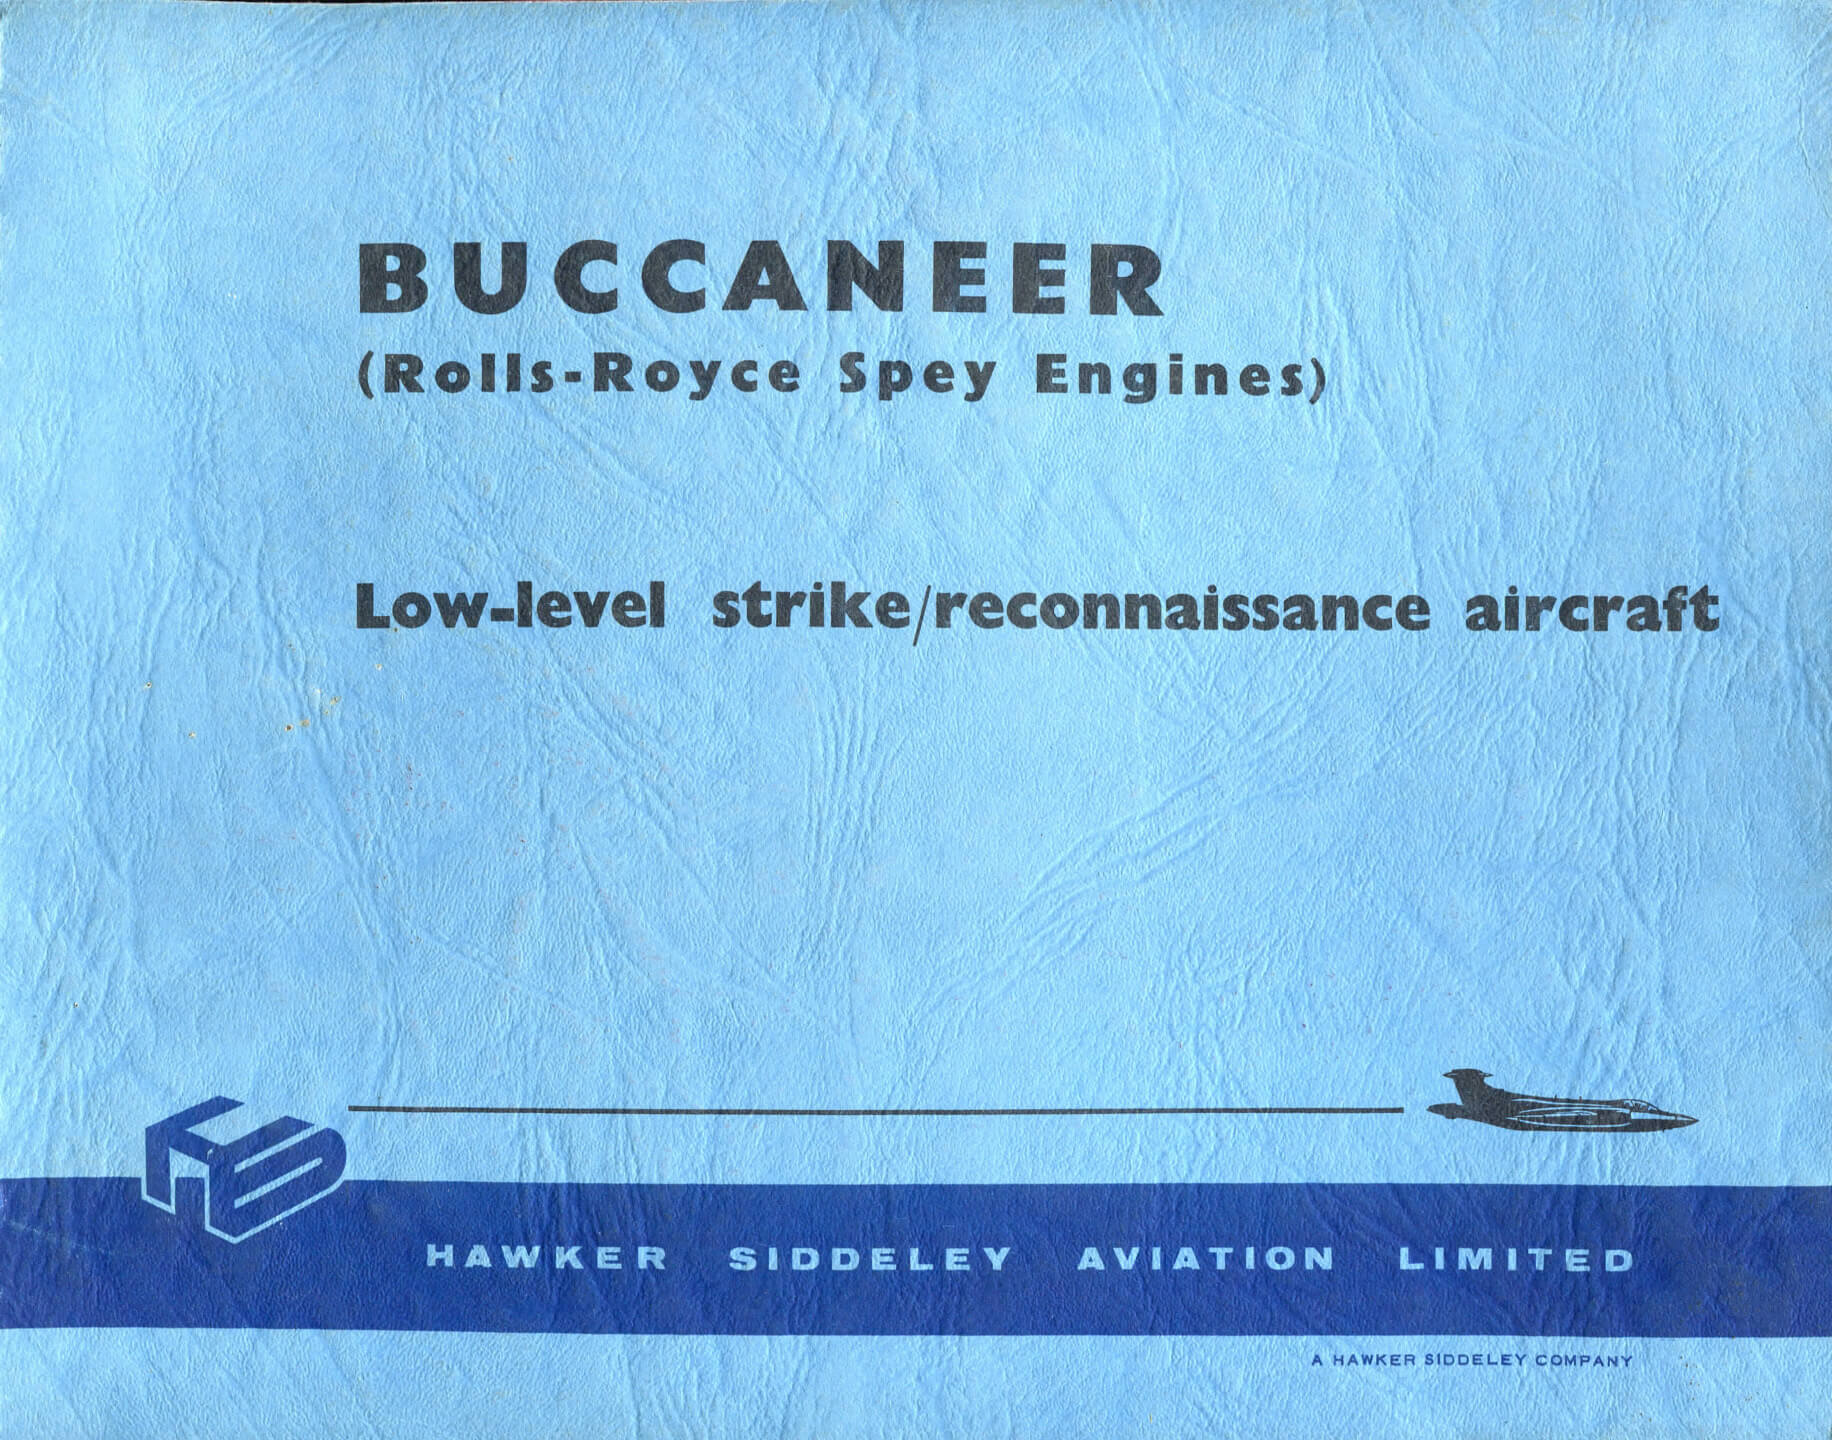 BUCCANEER
(Rolls-Royce Spey Engines)
Low-level strike/reconnaissance aircraft
HAWKER SIDDELEY AVIATION LIMITED
A HAWKER SIDDELEY COMPANY